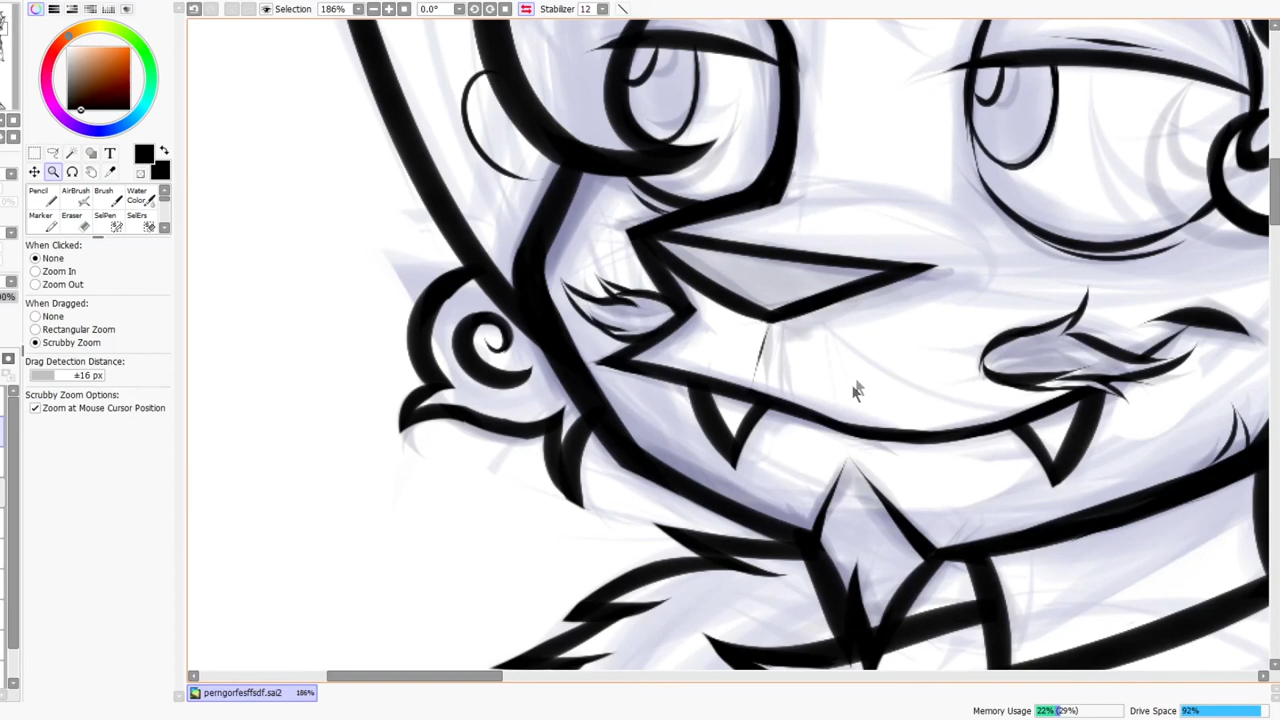 Selection 186% 0.0° Stabilizer 12
T
Pencil AirBrush Brush Water Color
Marker Eraser SelPen SelErs
When Clicked:
None
Zoom In
Zoom Out
When Dragged:
None
Rectangular Zoom
Scrubby Zoom
Drag Detection Distance:
±16 px
Scrubby Zoom Options:
Zoom at Mouse Cursor Position
perngorfesffsdf.sai2 186%
Memory Usage 22% (29%) Drive Space 92%